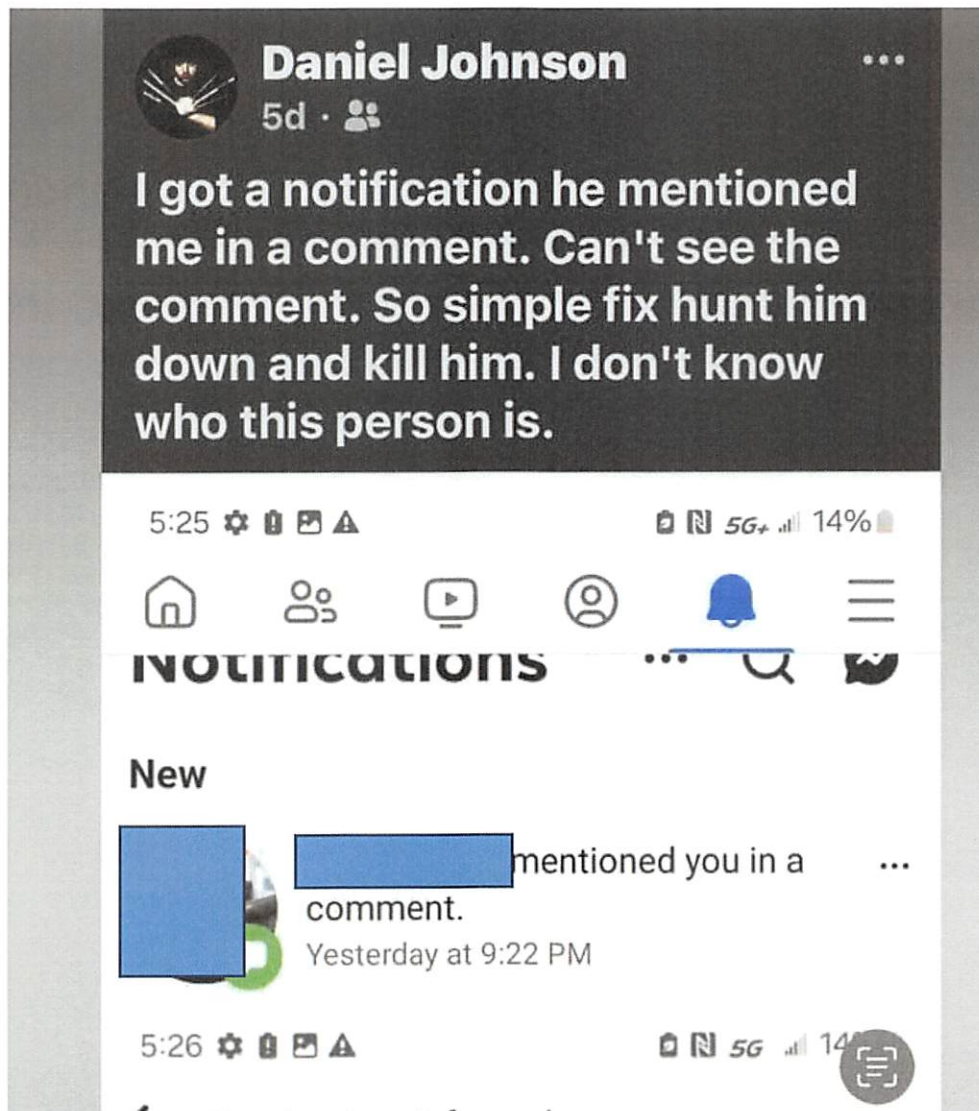 Daniel Johnson
5d ·
I got a notification he mentioned
me in a comment. Can't see the
comment. So simple fix hunt him
down and kill him. I don't know
who this person is.
5:25 5G+ 14%
Notifications
New
mentioned you in a
comment.
Yesterday at 9:22 PM
5:26 5G